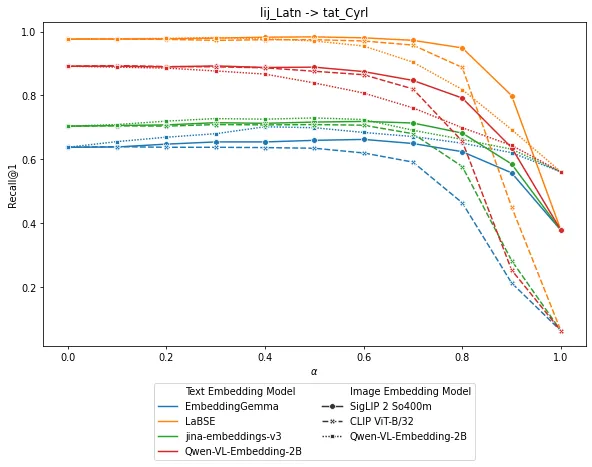 lij_Latn -> tat_Cyrl
1.0
0.8
0.6
0.4
0.2
Recall@1
0.0 0.2 0.4 0.6 0.8 1.0
α
Text Embedding Model Image Embedding Model
EmbeddingGemma SigLIP 2 So400m
LaBSE CLIP ViT-B/32
jina-embeddings-v3 Qwen-VL-Embedding-2B
Qwen-VL-Embedding-2B